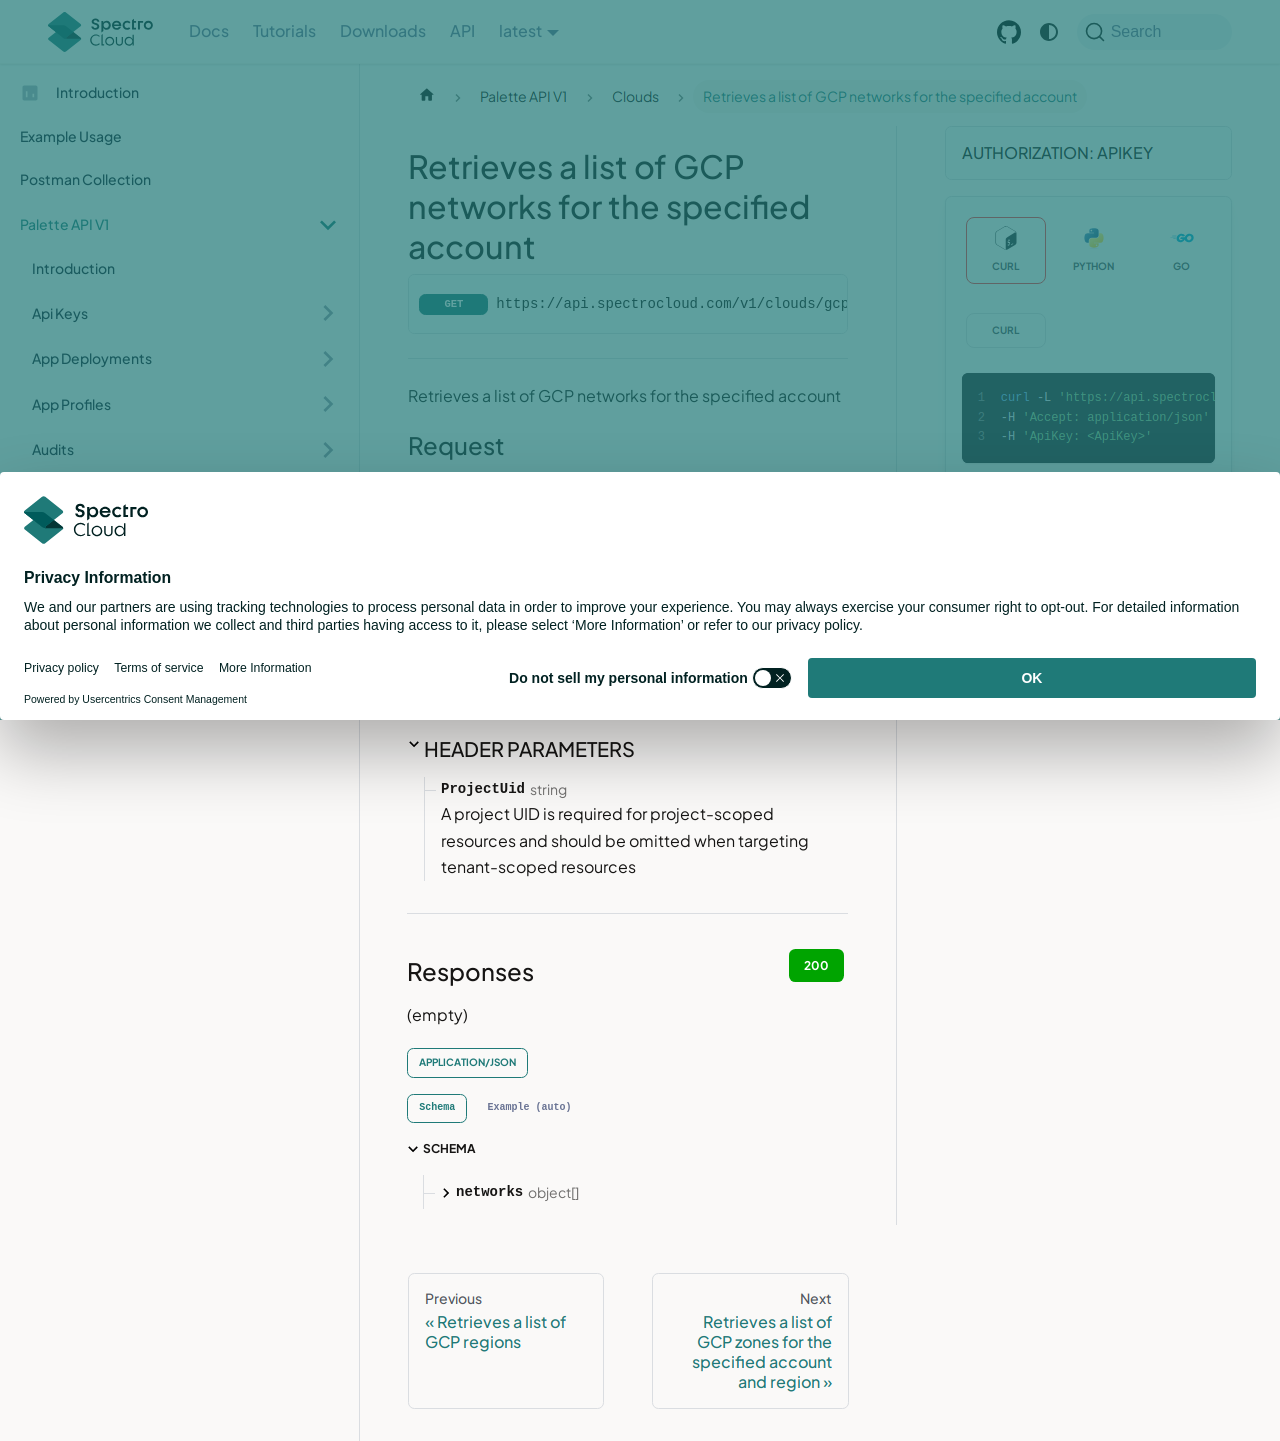 Spectro Cloud
Docs Tutorials Downloads API latest
Search
Introduction
Example Usage
Postman Collection
Palette API V1
Introduction
Api Keys
App Deployments
App Profiles
Audits
Palette API V1 > Clouds > Retrieves a list of GCP networks for the specified account
Retrieves a list of GCP
networks for the specified
account
GET https://api.spectrocloud.com/v1/clouds/gcp
Retrieves a list of GCP networks for the specified account
Request
AUTHORIZATION: APIKEY
CURL PYTHON GO
CURL
1 curl -L 'https://api.spectrocl
2 -H 'Accept: application/json'
3 -H 'ApiKey: <ApiKey>'
Spectro
Cloud
Privacy Information
We and our partners are using tracking technologies to process personal data in order to improve your experience. You may always exercise your consumer right to opt-out. For detailed information
about personal information we collect and third parties having access to it, please select ‘More Information’ or refer to our privacy policy.
Privacy policy Terms of service More Information
Powered by Usercentrics Consent Management
Do not sell my personal information
OK
HEADER PARAMETERS
ProjectUid string
A project UID is required for project-scoped
resources and should be omitted when targeting
tenant-scoped resources
Responses
200
(empty)
APPLICATION/JSON
Schema Example (auto)
SCHEMA
networks object[]
Previous
« Retrieves a list of
GCP regions
Next
Retrieves a list of
GCP zones for the
specified account
and region »